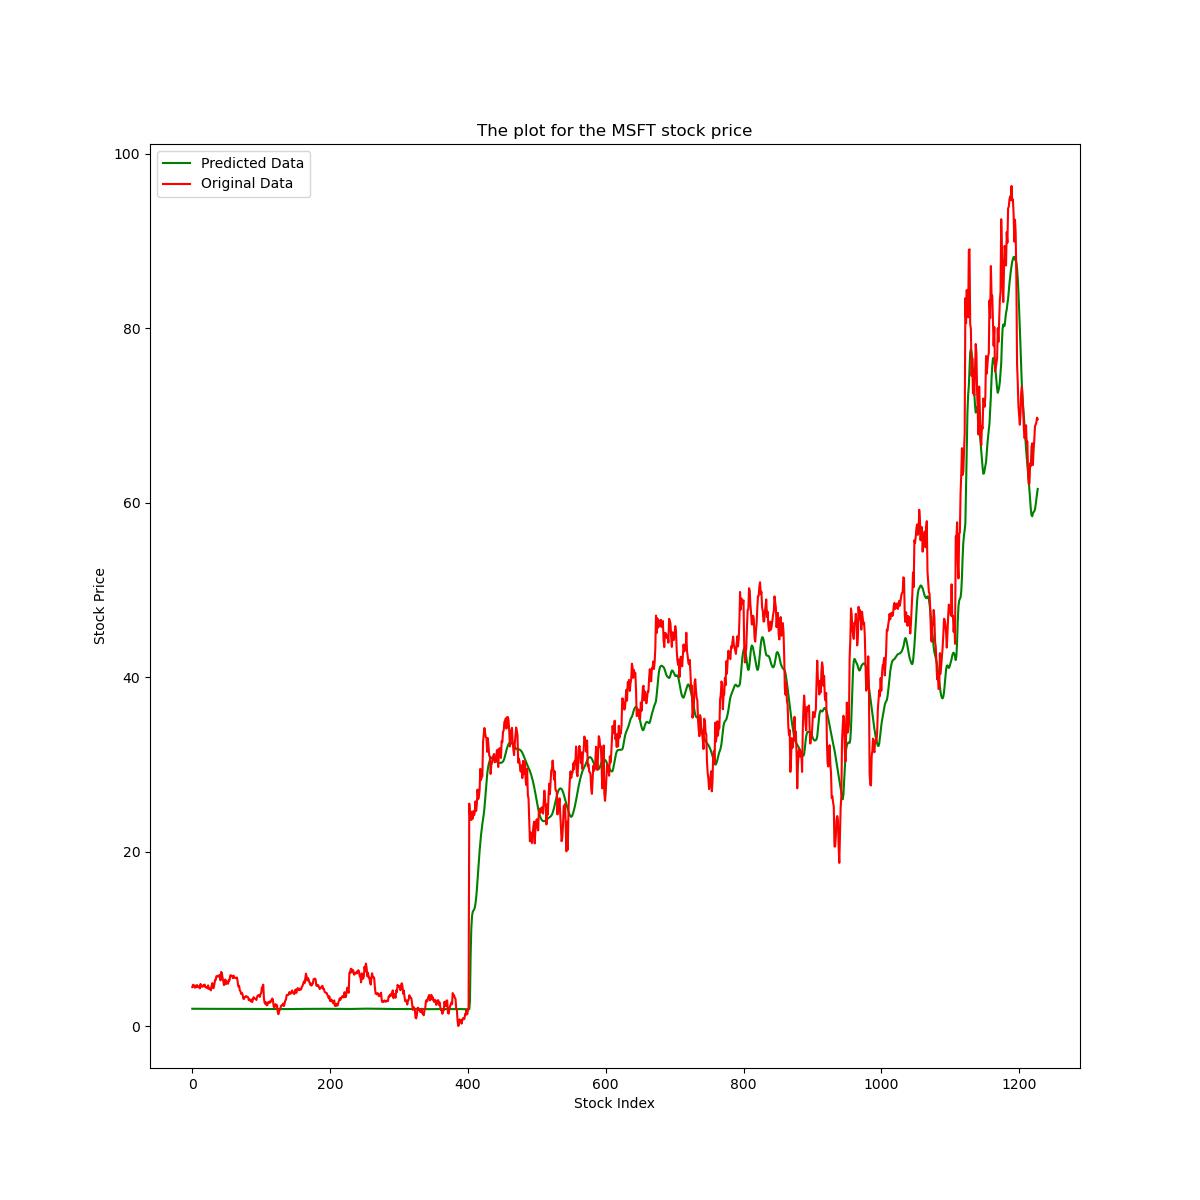 The plot for the MSFT stock price
Predicted Data
Original Data
100
80
60
40
20
0
Stock Price
0 200 400 600 800 1000 1200
Stock Index